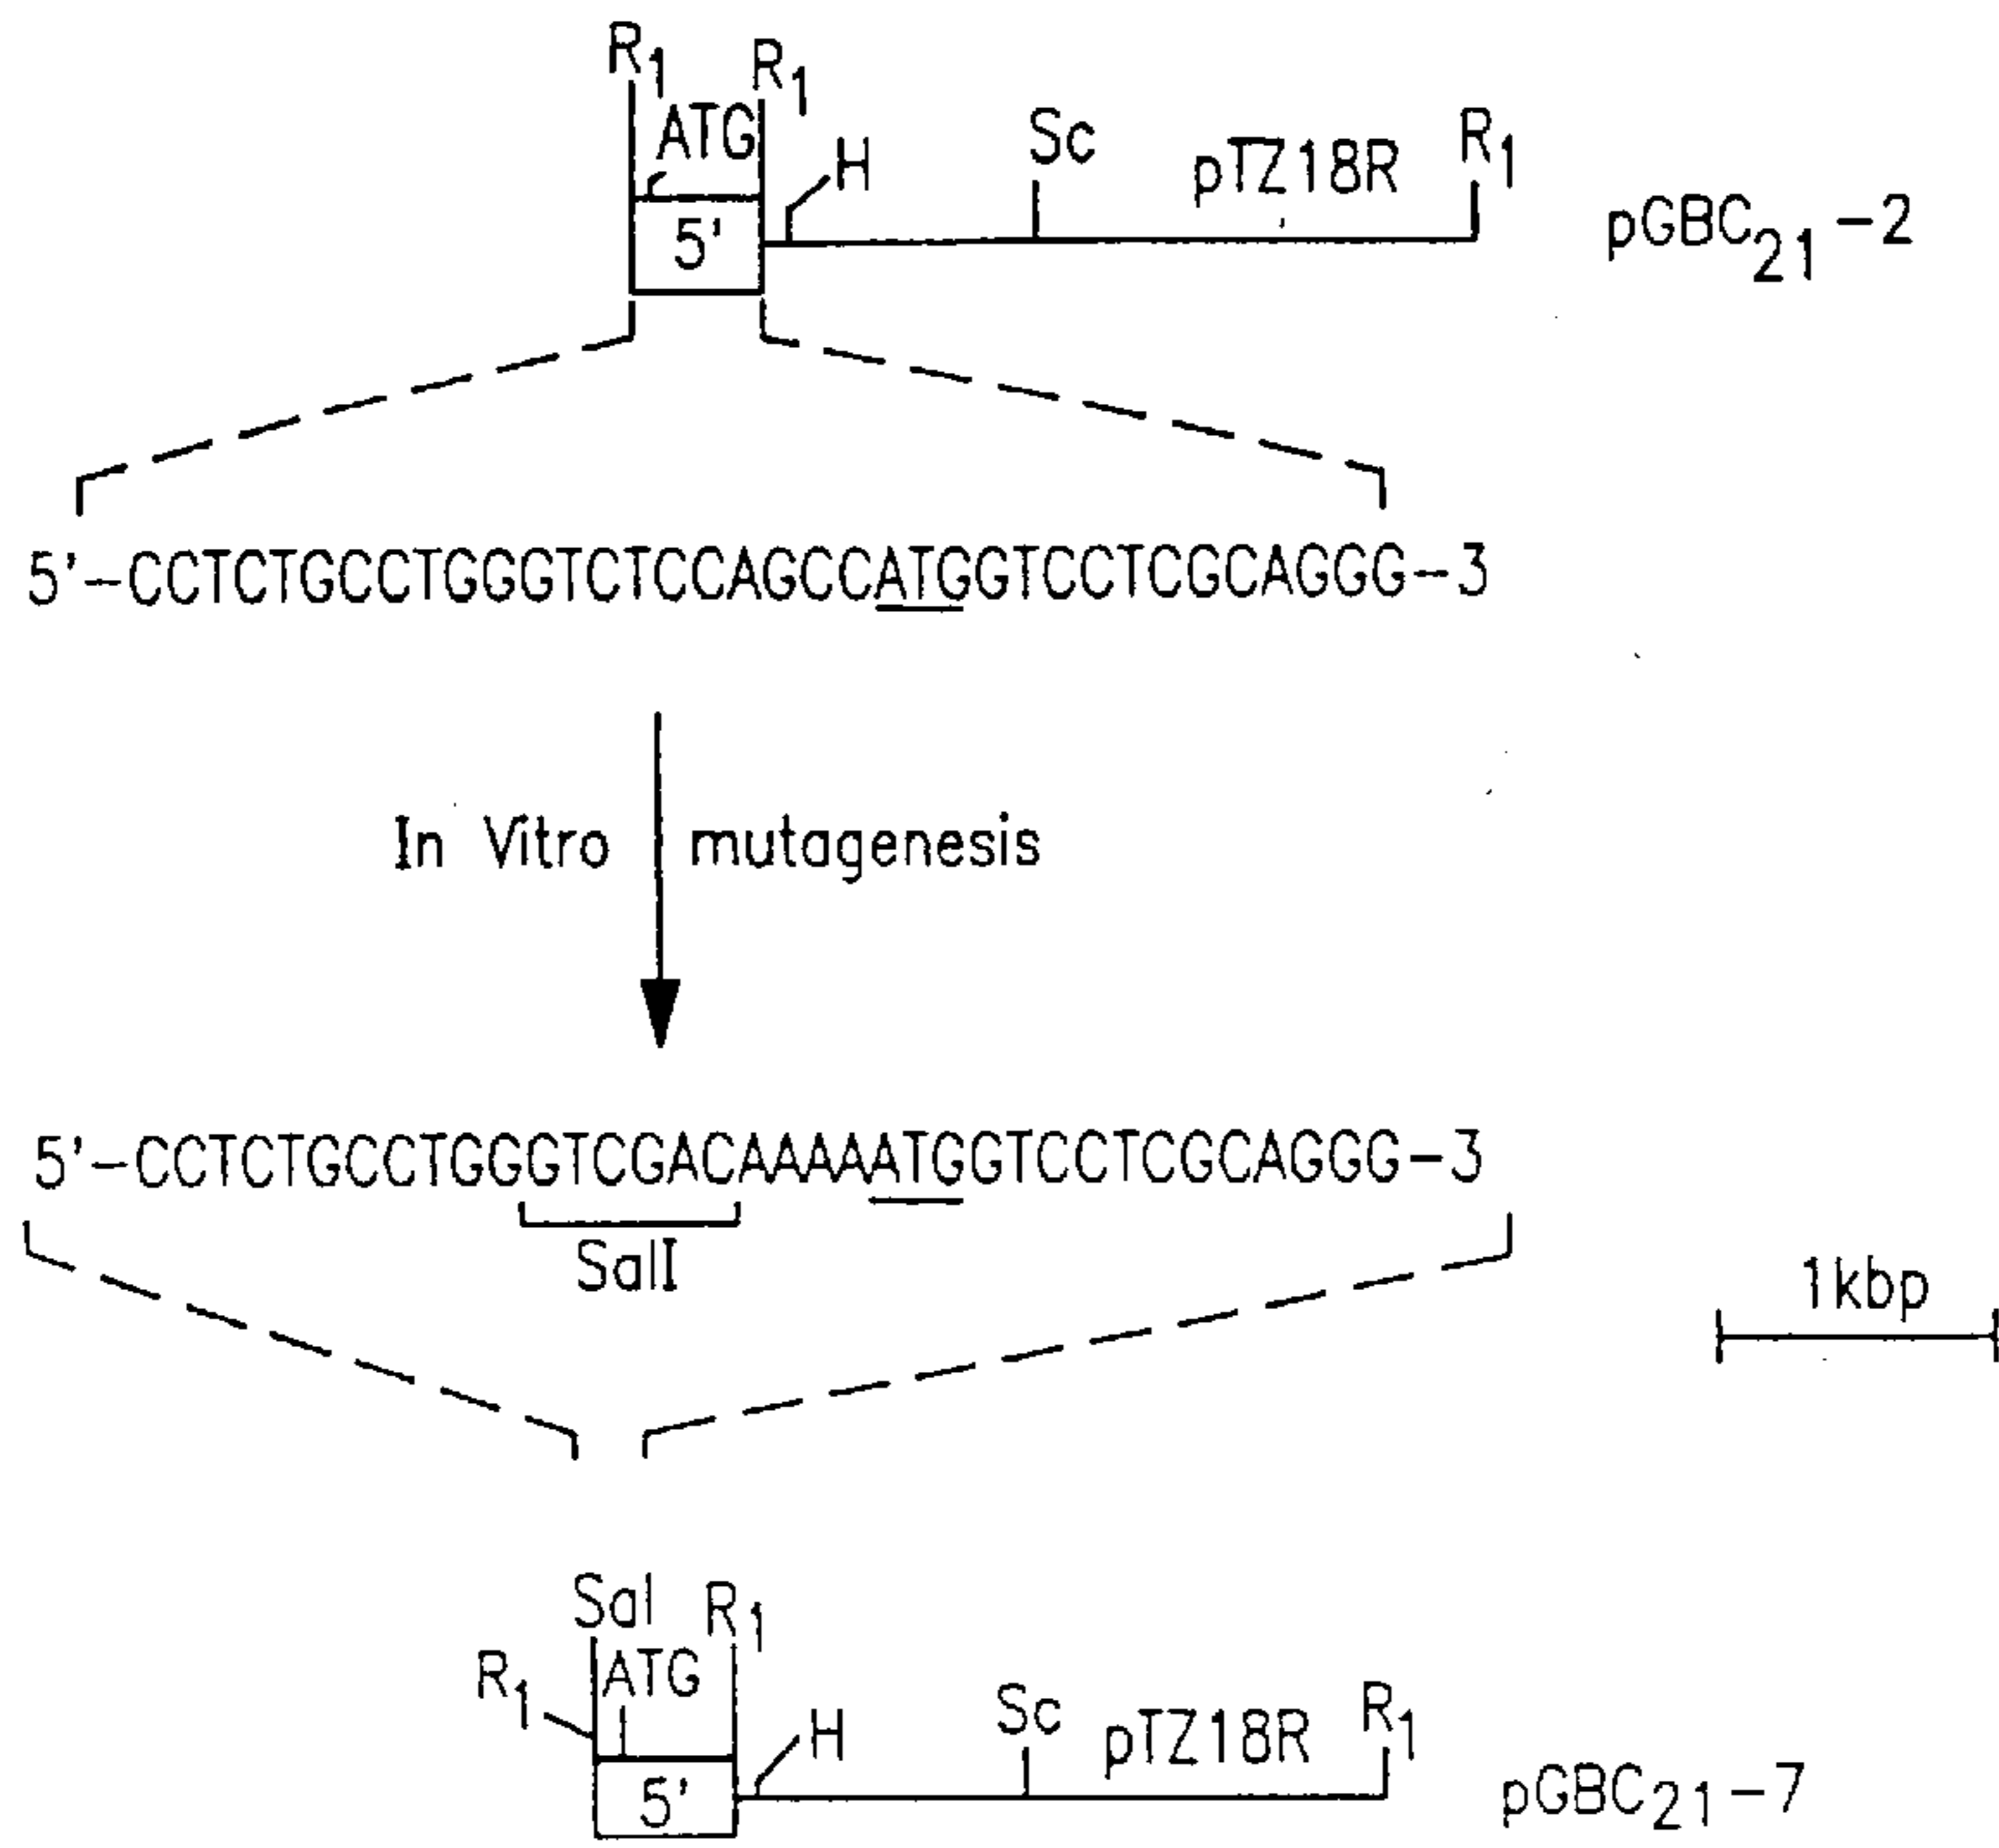 R1
R1
ATG
H
Sc
pTZ18R
R1
5'
pGBC21-2
5'-CCTCTGCCTGGGTCTCCAGCCATGGTCCTCGCAGGG-3
In Vitro mutagenesis
5'-CCTCTGCCTGGGTCGACAAAAATGGTCCTCGCAGGG-3
SalI
1kbp
Sal
R1
R1
ATG
H
Sc
pTZ18R
R1
5'
pGBC21-7